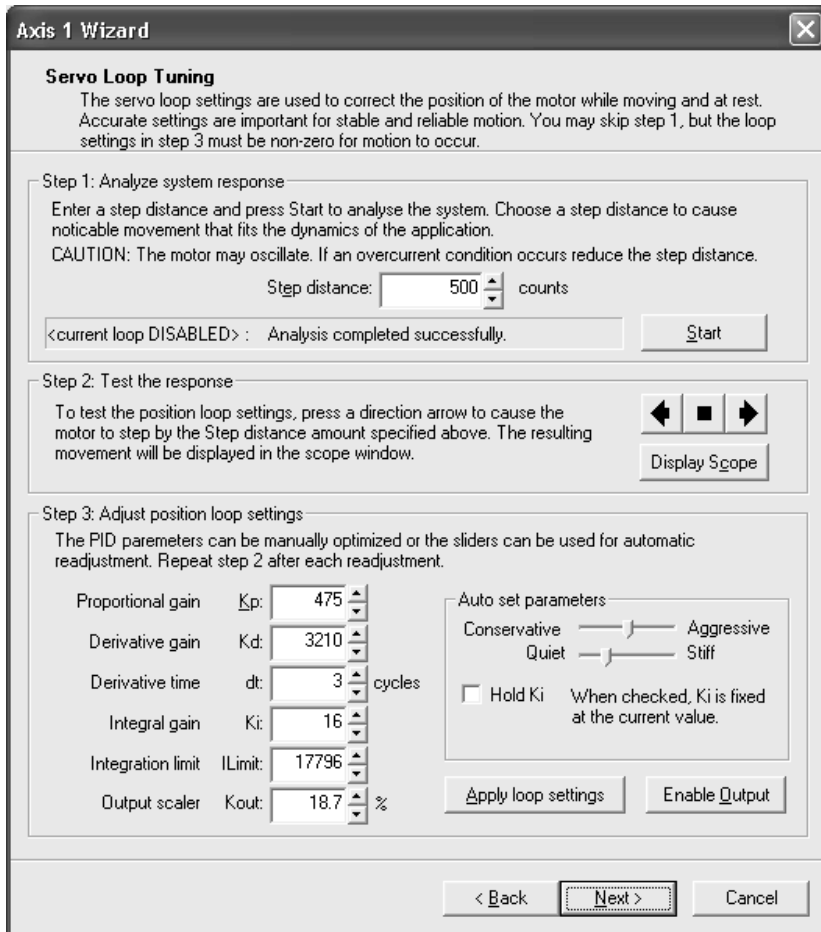 Axis 1 Wizard
Servo Loop Tuning
The servo loop settings are used to correct the position of the motor while moving and at rest.
Accurate settings are important for stable and reliable motion. You may skip step 1, but the loop
settings in step 3 must be non-zero for motion to occur.
Step 1: Analyze system response
Enter a step distance and press Start to analyse the system. Choose a step distance to cause
noticable movement that fits the dynamics of the application.
CAUTION: The motor may oscillate. If an overcurrent condition occurs reduce the step distance.
Step distance: 500 counts
<current loop DISABLED> : Analysis completed successfully. Start
Step 2: Test the response
To test the position loop settings, press a direction arrow to cause the
motor to step by the Step distance amount specified above. The resulting
movement will be displayed in the scope window.
Display Scope
Step 3: Adjust position loop settings
The PID paremeters can be manually optimized or the sliders can be used for automatic
readjustment. Repeat step 2 after each readjustment.
Proportional gain Kp: 475
Derivative gain Kd: 3210
Derivative time dt: 3 cycles
Integral gain Ki: 16
Integration limit ILimit: 17796
Output scaler Kout: 18.7 %
Auto set parameters
Conservative Aggressive
Quiet Stiff
Hold Ki When checked, Ki is fixed
at the current value.
Apply loop settings Enable Output
< Back Next > Cancel